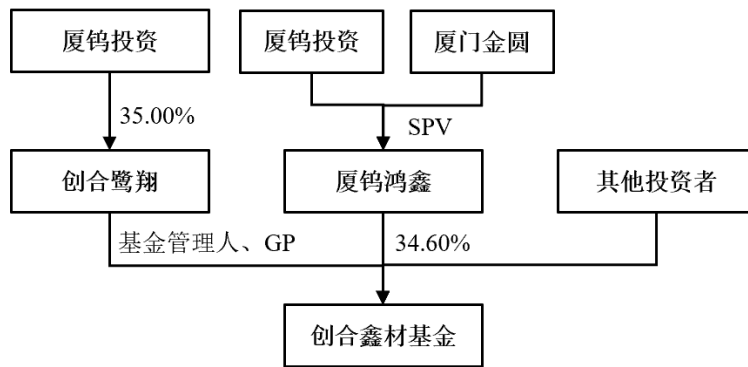 厦钨投资
厦钨投资
厦门金圆
35.00%
SPV
创合鹭翔
厦钨鸿鑫
其他投资者
基金管理人、GP
34.60%
创合鑫材基金